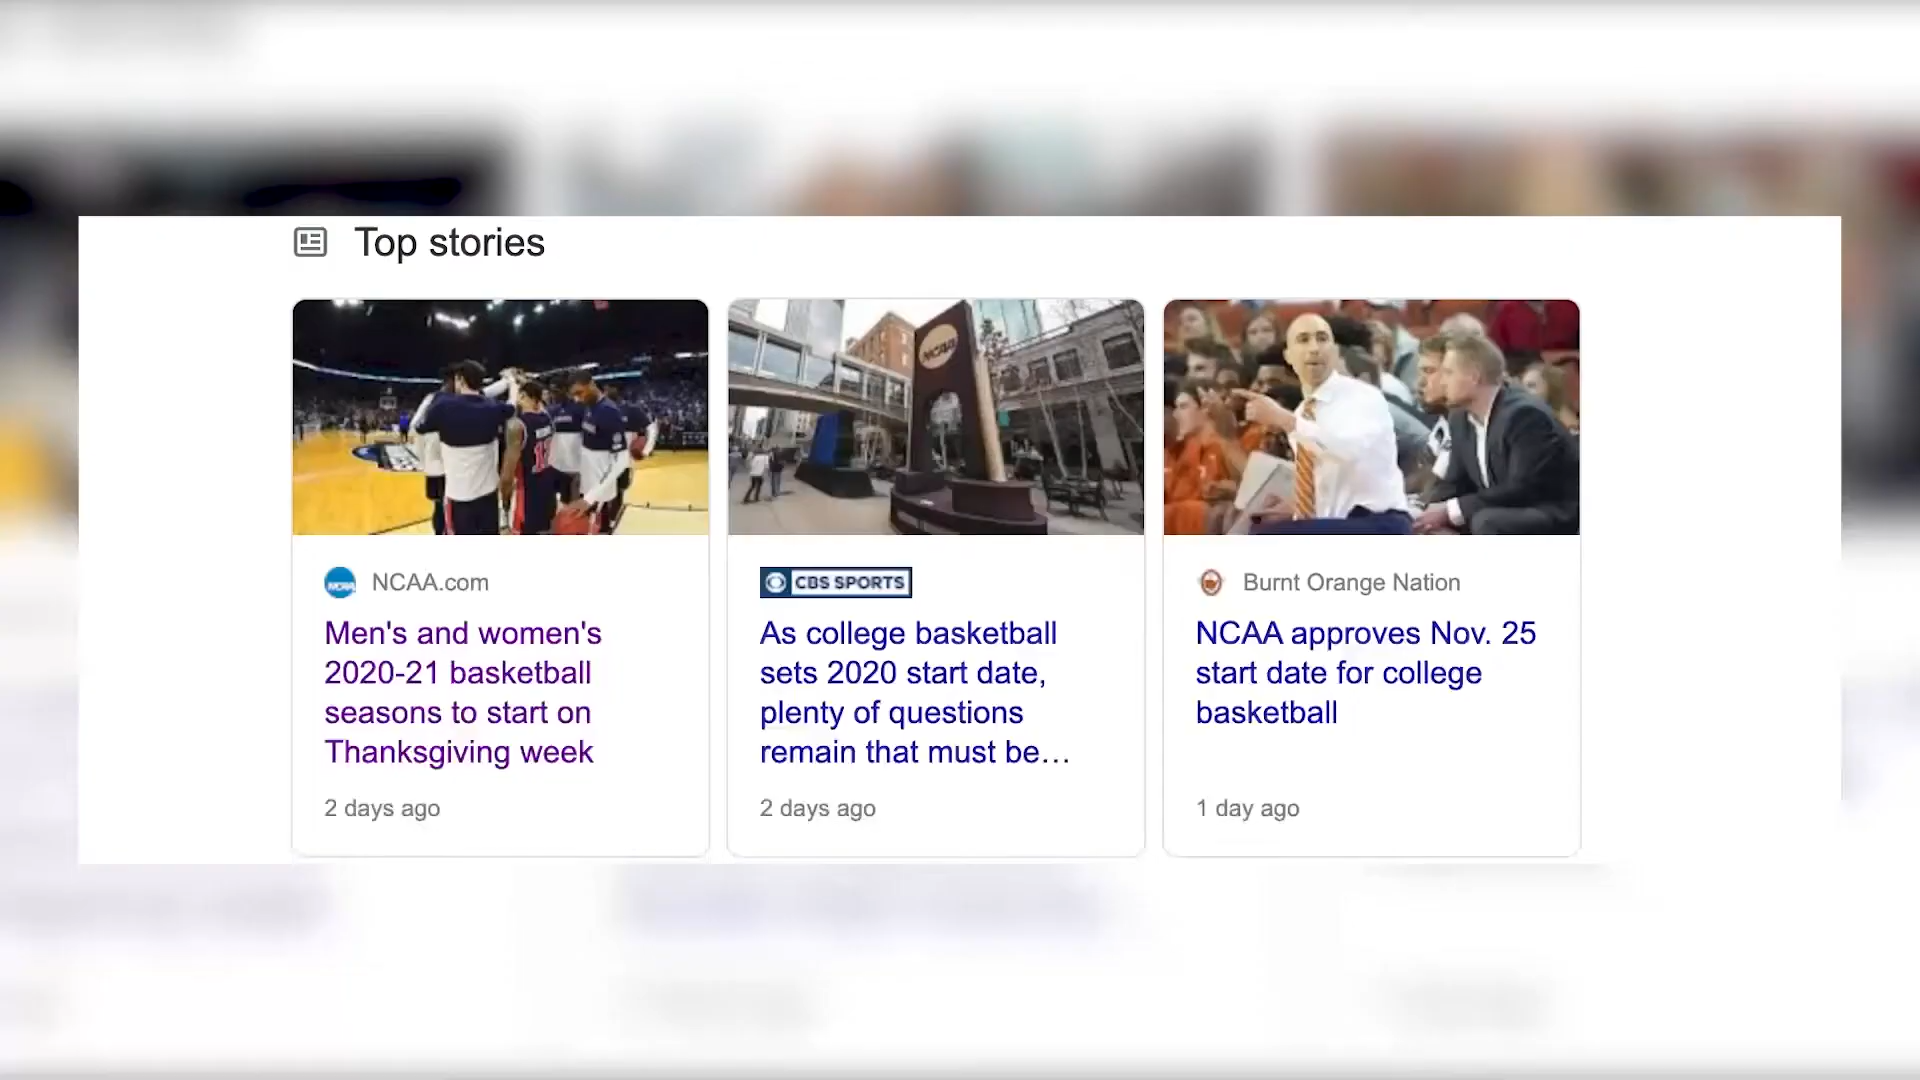 Top stories
NCAA
NCAA NCAA.com
Men's and women's
2020-21 basketball
seasons to start on
Thanksgiving week
2 days ago
CBS SPORTS
As college basketball
sets 2020 start date,
plenty of questions
remain that must be...
2 days ago
Burnt Orange Nation
NCAA approves Nov. 25
start date for college
basketball
1 day ago